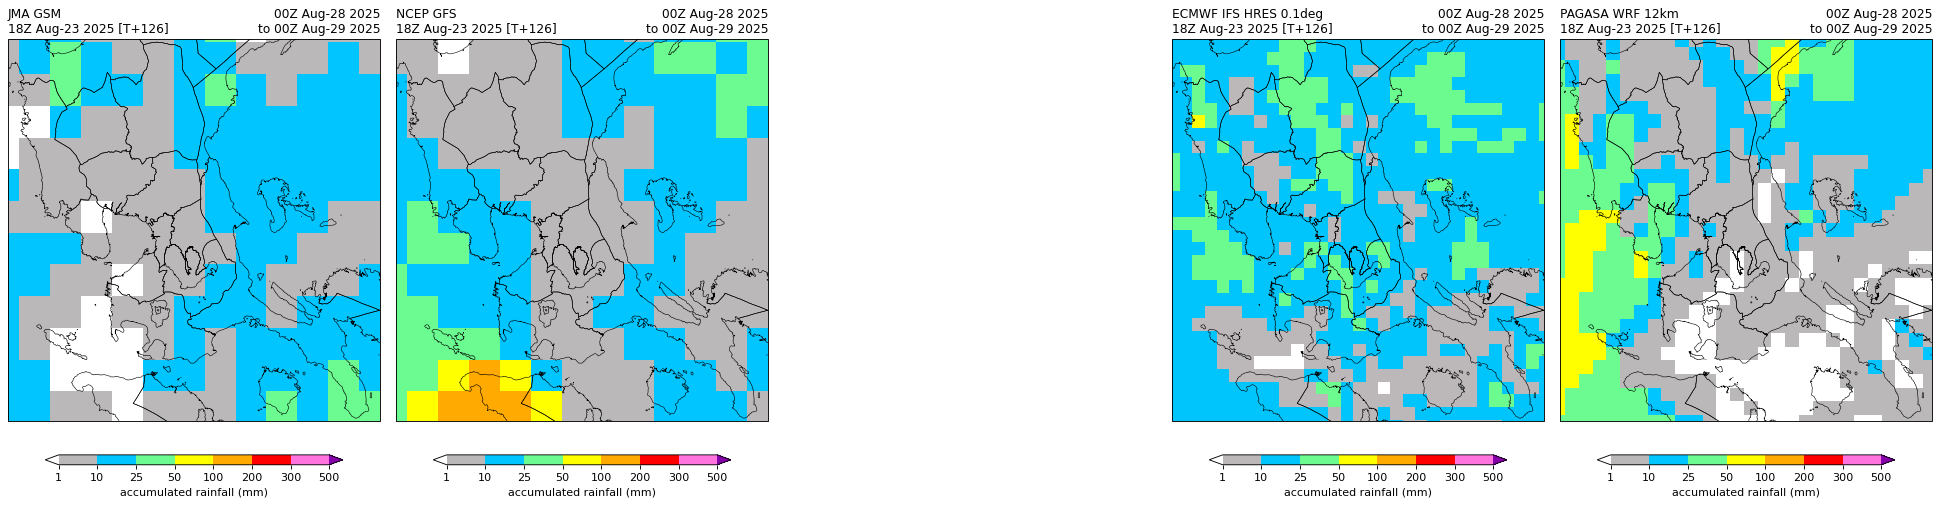 JMA GSM 00Z Aug-28 2025
18Z Aug-23 2025 [T+126] to 00Z Aug-29 2025
1 10 25 50 100 200 300 500
accumulated rainfall (mm)
NCEP GFS 00Z Aug-28 2025
18Z Aug-23 2025 [T+126] to 00Z Aug-29 2025
1 10 25 50 100 200 300 500
accumulated rainfall (mm)
ECMWF IFS HRES 0.1deg 00Z Aug-28 2025
18Z Aug-23 2025 [T+126] to 00Z Aug-29 2025
1 10 25 50 100 200 300 500
accumulated rainfall (mm)
PAGASA WRF 12km 00Z Aug-28 2025
18Z Aug-23 2025 [T+126] to 00Z Aug-29 2025
1 10 25 50 100 200 300 500
accumulated rainfall (mm)